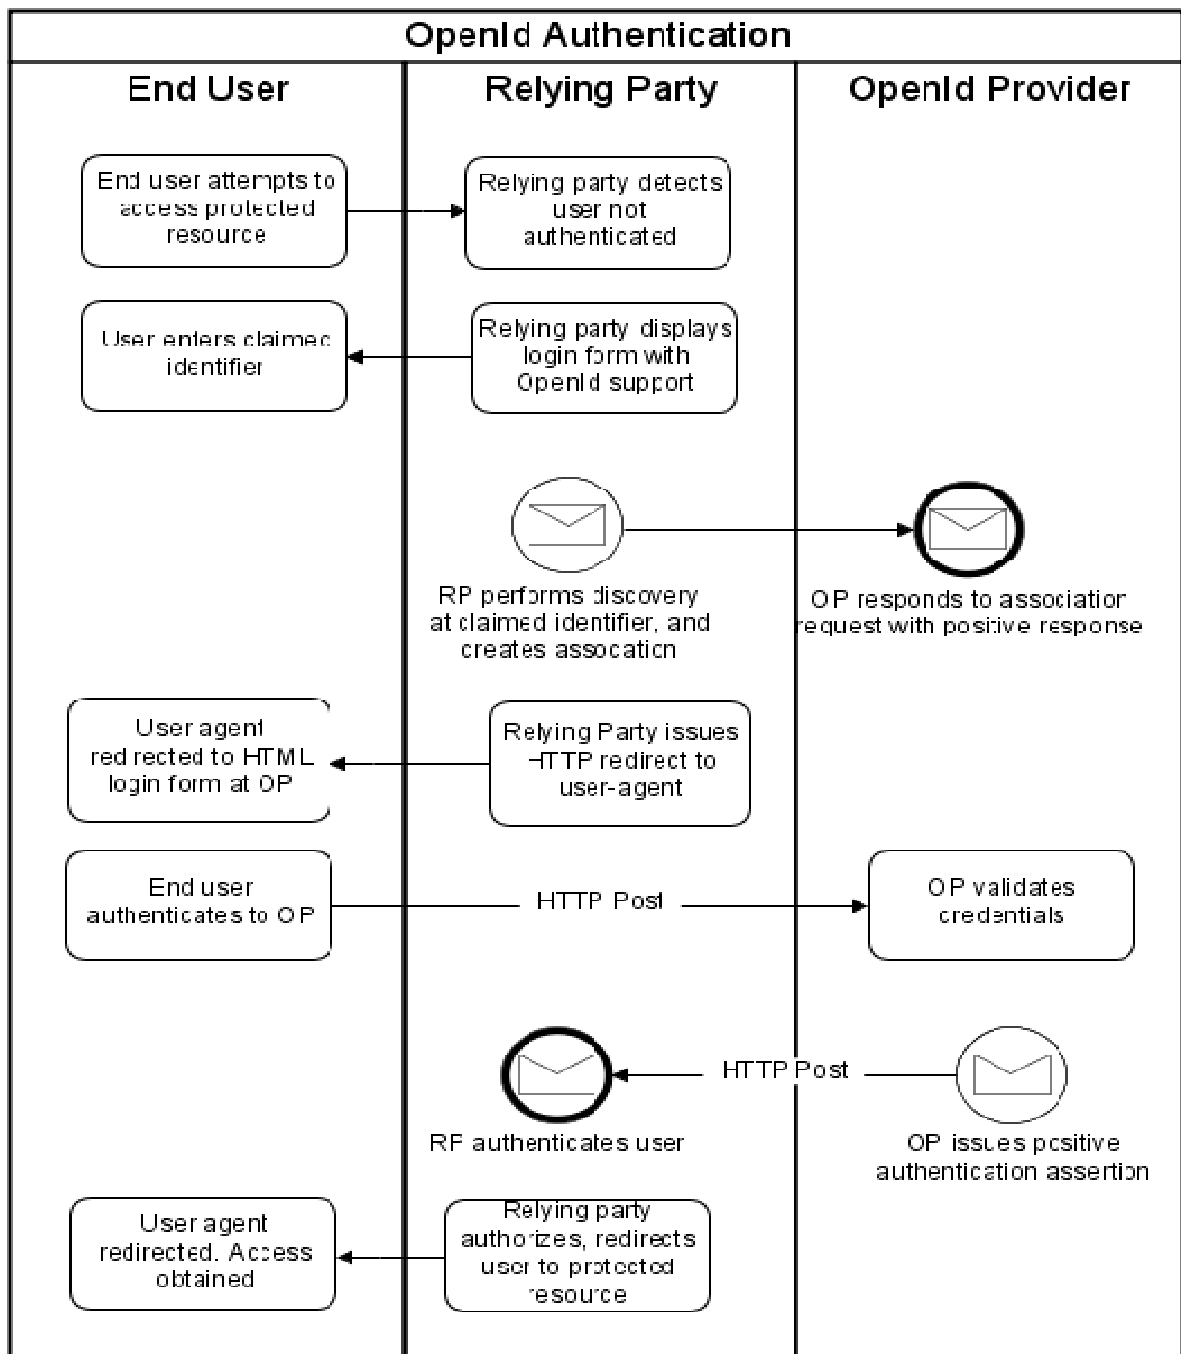 OpenId Authentication
End User
Relying Party
OpenId Provider
End user attempts to
access protected
resource
Relying party detects
user not
authenticated
User enters claimed
identifier
Relying party displays
login form with
OpenId support
RP performs discovery
at claimed identifier, and
creates assocation
OP responds to association
request with positive response
User agent
redirected to HTML
login form at OP
Relying Party issues
HTTP redirect to
user-agent
End user
authenticates to OP
HTTP Post
OP validates
credentials
HTTP Post
RP authenticates user
OP issues positive
authentication assertion
User agent
redirected. Access
obtained
Relying party
authorizes, redirects
user to protected
resource